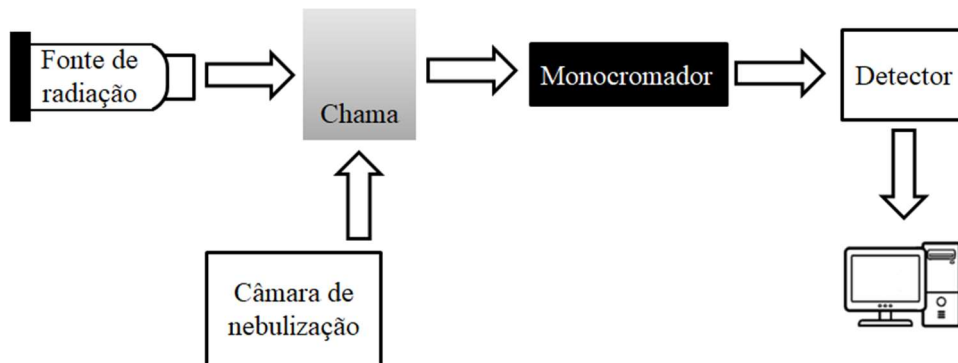 Fonte de
radiação
Chama
Monocromador
Detector
Câmara de
nebulização